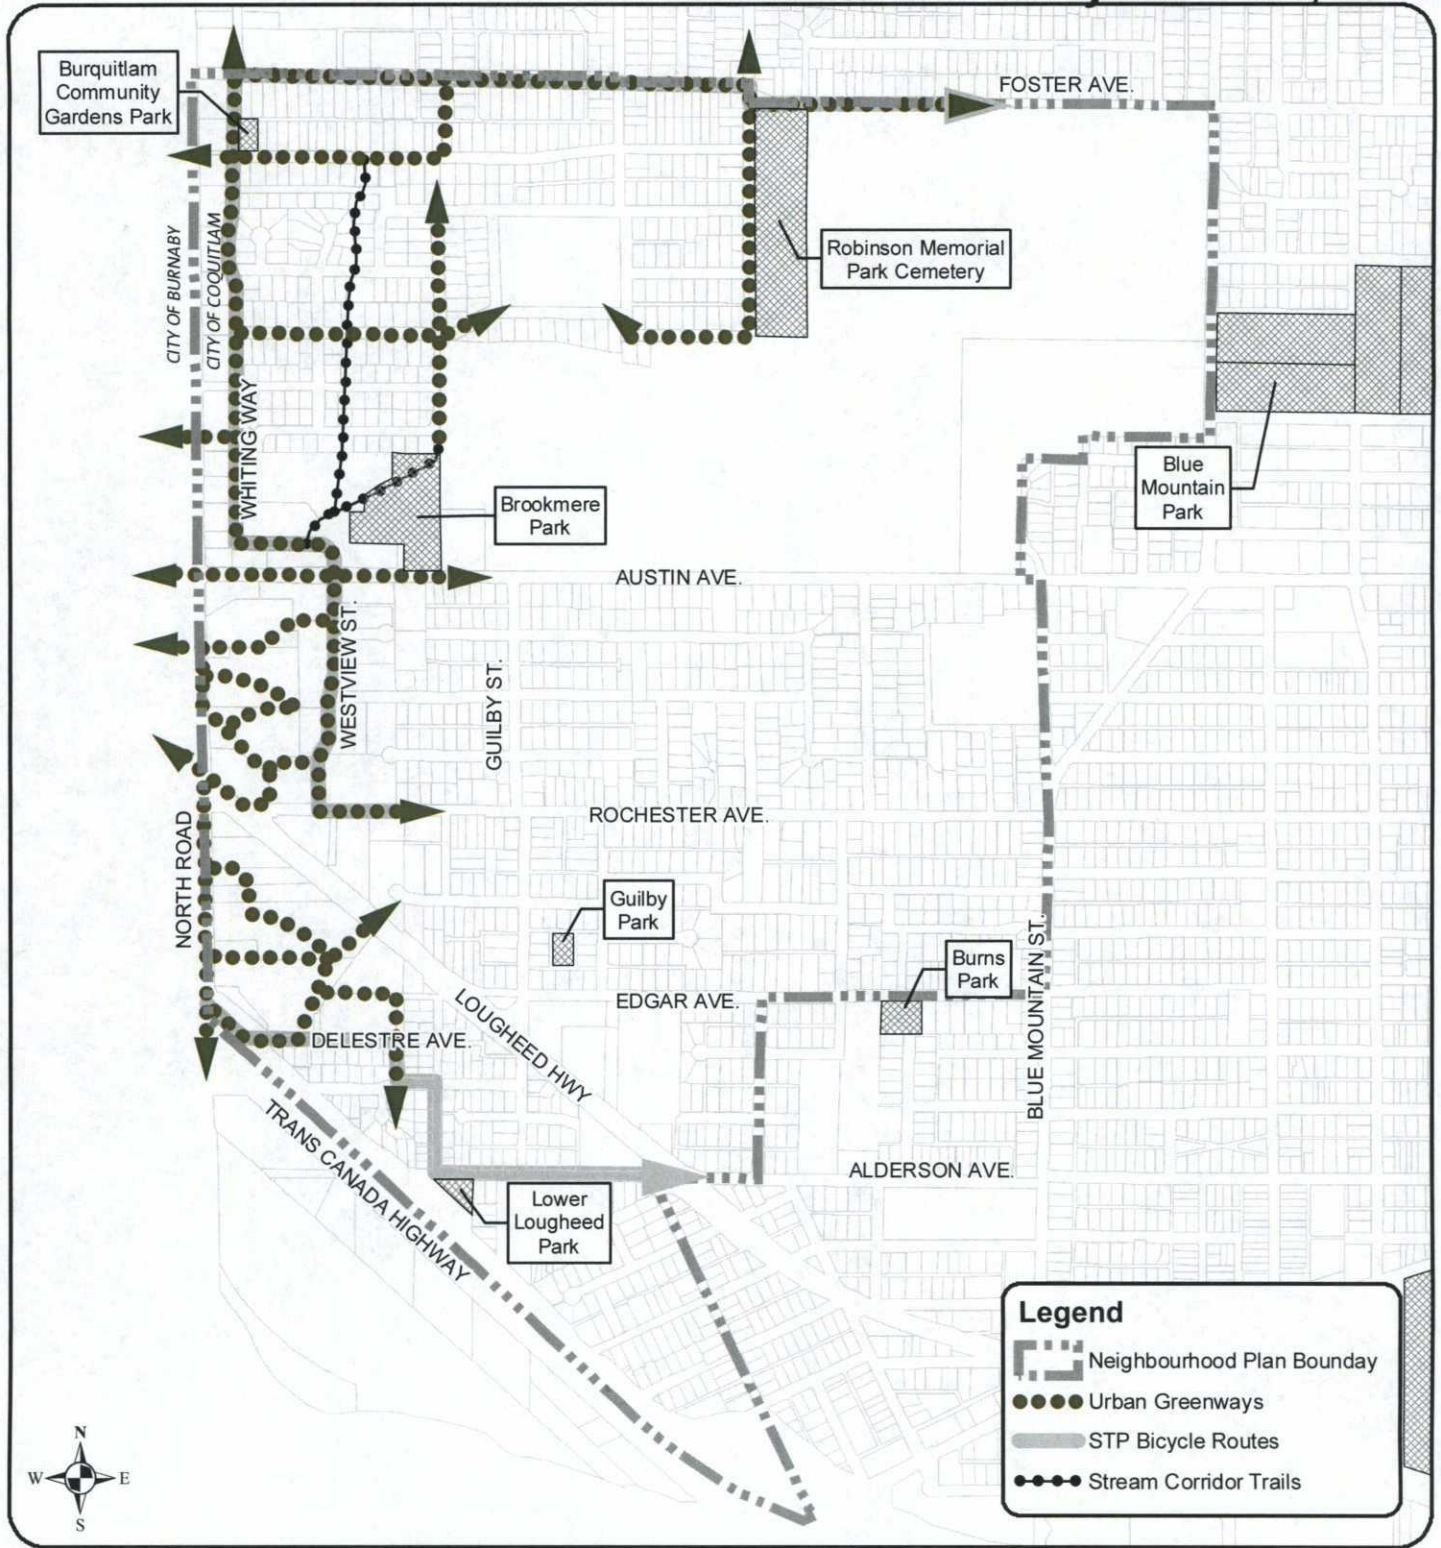 FOSTER AVE.
Burquitlam
Community
Gardens Park
Robinson Memorial
Park Cemetery
CITY OF BURNABY
CITY OF COQUITLAM
WHITING WAY
Blue
Mountain
Park
Brookmere
Park
AUSTIN AVE.
WESTVIEW ST.
GUILBY ST.
ROCHESTER AVE.
NORTH ROAD
Guilby
Park
Burns
Park
EDGAR AVE.
BLUE MOUNTAIN ST.
LOUGHEED HWY
DELESTRE AVE.
TRANS CANADA HIGHWAY
ALDERSON AVE.
Lower
Lougheed
Park
Legend
Neighbourhood Plan Bounday
Urban Greenways
STP Bicycle Routes
Stream Corridor Trails
N
W E
S